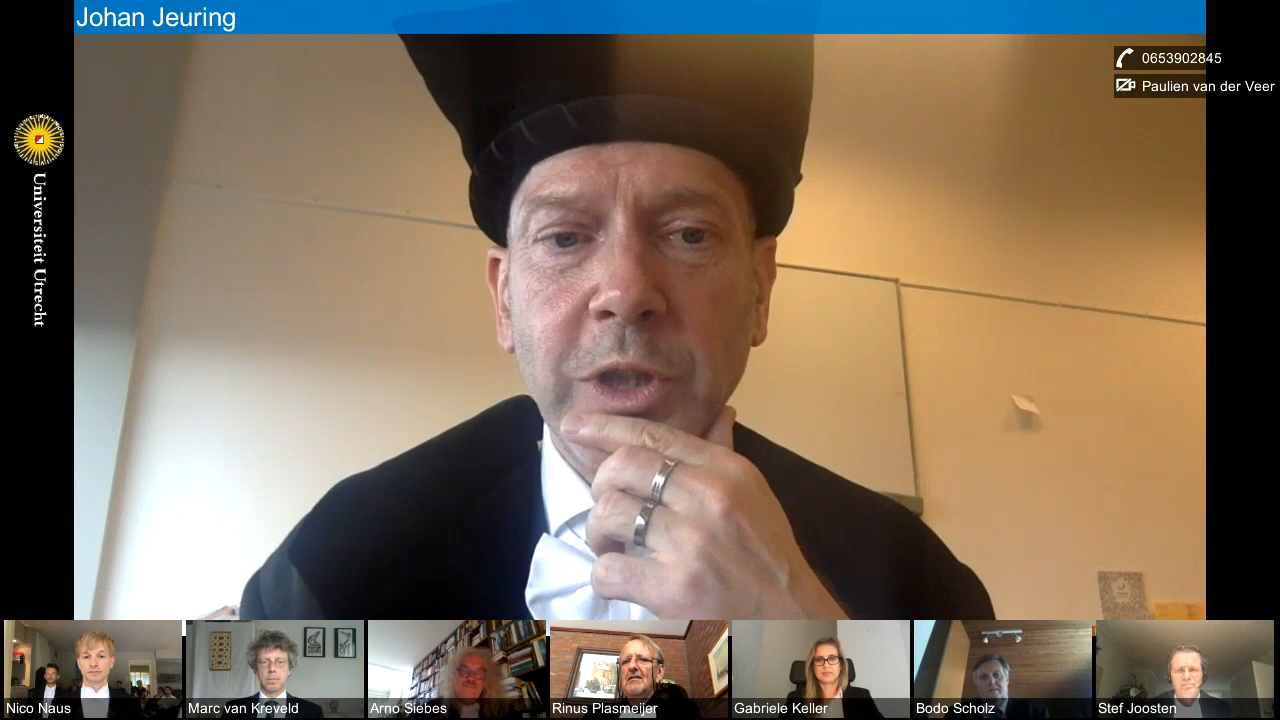 Johan Jeuring
0653902845
Paulien van der Veer
Universiteit Utrecht
Nico Naus
Marc van Kreveld
Arno Siebes
Rinus Plasmeijer
Gabriele Keller
Bodo Scholz
Stef Joosten